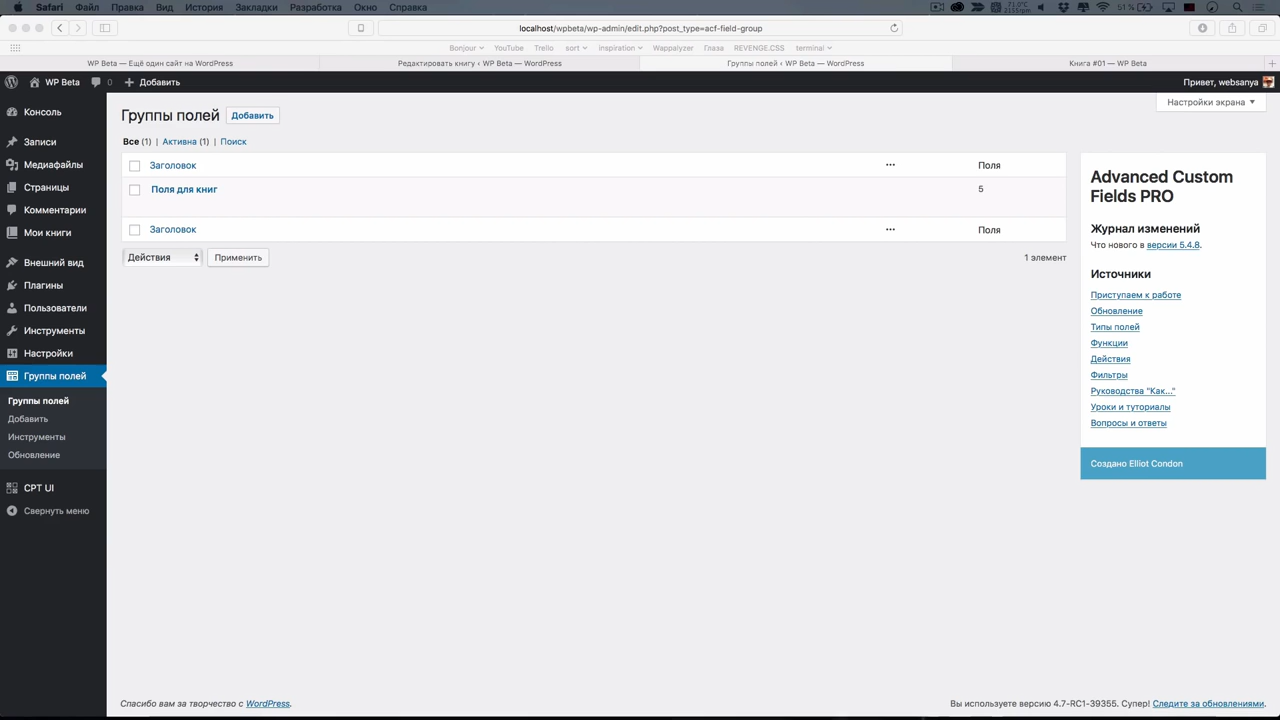 Safari Файл Правка Вид История Закладки Разработка Окно Справка
51 %
localhost/wpbeta/wp-admin/edit.php?post_type=acf-field-group
Bonjour YouTube Trello sort inspiration Wappalyzer Глаза REVENGE.CSS terminal
WP Beta — Ещё один сайт на WordPress
Редактировать книгу ‹ WP Beta — WordPress
Группы полей ‹ WP Beta — WordPress
Книга #01 — WP Beta
WP Beta 0 Добавить
Привет, websanya
Настройки экрана
Консоль
Записи
Медиафайлы
Страницы
Комментарии
Мои книги
Внешний вид
Плагины
Пользователи
Инструменты
Настройки
Группы полей
Группы полей
Добавить
Инструменты
Обновление
CPT UI
Свернуть меню
Группы полей Добавить
Все (1) | Активна (1) | Поиск
Заголовок ••• Поля
Поля для книг 5
Заголовок ••• Поля
Действия Применить
1 элемент
Advanced Custom
Fields PRO
Журнал изменений
Что нового в версии 5.4.8.
Источники
Приступаем к работе
Обновление
Типы полей
Функции
Действия
Фильтры
Руководства "Как..."
Уроки и туториалы
Вопросы и ответы
Создано Elliot Condon
Спасибо вам за творчество с WordPress.
Вы используете версию 4.7-RC1-39355. Супер! Следите за обновлениями.